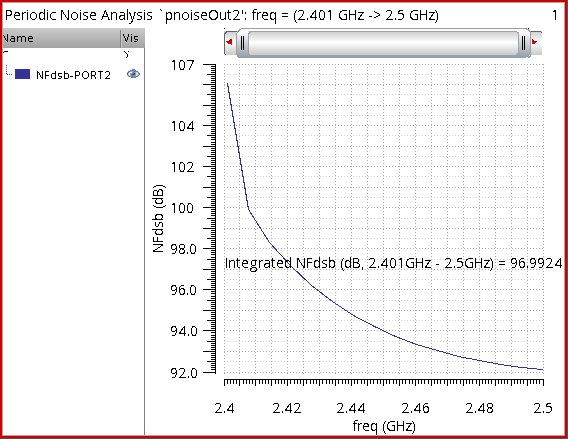 Periodic Noise Analysis `pnoiseOut2': freq = (2.401 GHz -> 2.5 GHz) 1
Name Vis
NFdsb-PORT2
107
104
102
100
98.0
96.0
94.0
92.0
NFdsb (dB)
Integrated NFdsb (dB, 2.401GHz - 2.5GHz) = 96.9924
2.4 2.42 2.44 2.46 2.48 2.5
freq (GHz)